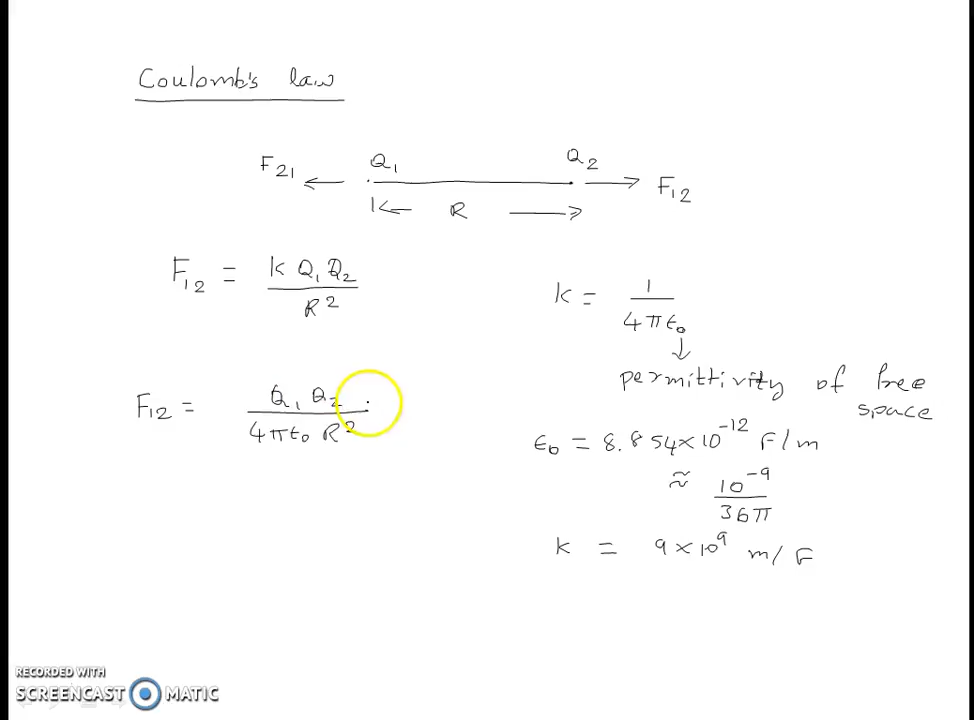 Coulomb's law
F21 Q1 Q2 F12
R
F12 = k Q1 Q2 / R²
k = 1 / 4πϵ0
permittivity of free space
F12 = Q1 Q2 / 4πϵ0 R²
ϵ0 = 8.854×10⁻¹² F/m
≈ 10⁻⁹ / 36π
k = 9×10⁹ m/F
RECORDED WITH
SCREENCAST MATIC